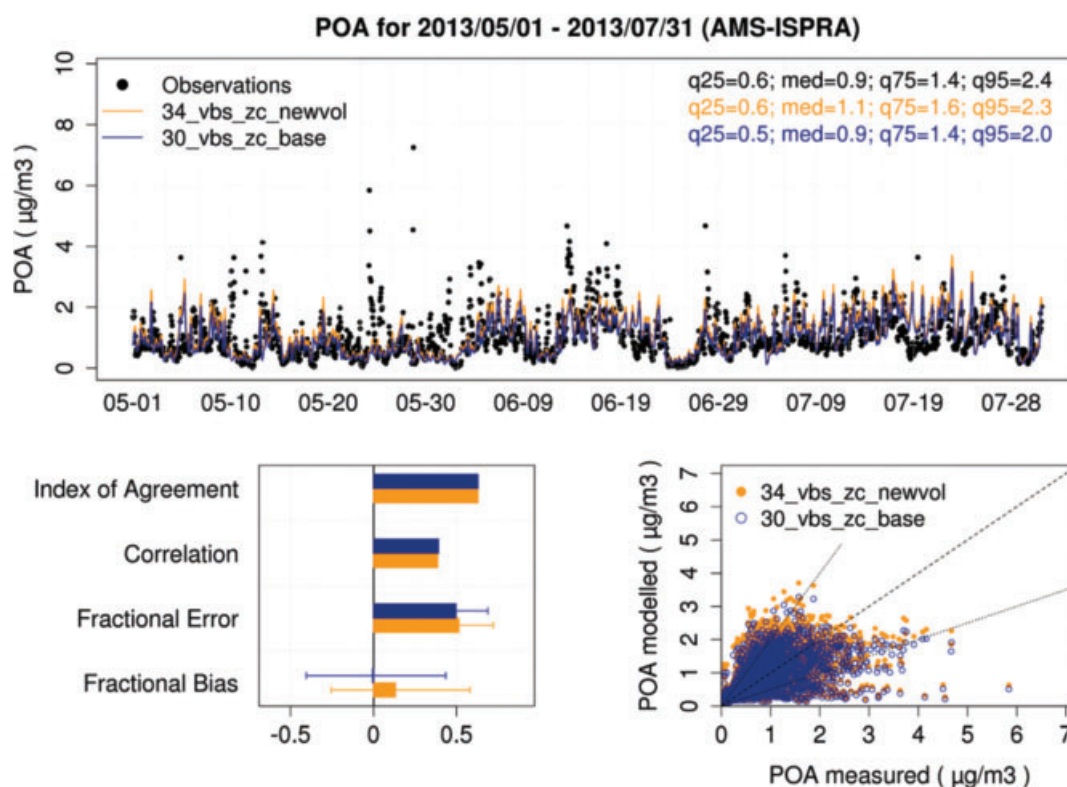 POA for 2013/05/01 - 2013/07/31 (AMS-ISPRA)
POA ( µg/m3 )
10
8
6
4
2
0
Observations
34_vbs_zc_newvol
30_vbs_zc_base
q25=0.6; med=0.9; q75=1.4; q95=2.4
q25=0.6; med=1.1; q75=1.6; q95=2.3
q25=0.5; med=0.9; q75=1.4; q95=2.0
05-01 05-10 05-20 05-30 06-09 06-19 06-29 07-09 07-19 07-28
Index of Agreement
Correlation
Fractional Error
Fractional Bias
-0.5 0 0.5
POA modelled ( µg/m3 )
7
6
5
4
3
2
1
0
34_vbs_zc_newvol
30_vbs_zc_base
0 1 2 3 4 5 6 7
POA measured ( µg/m3 )